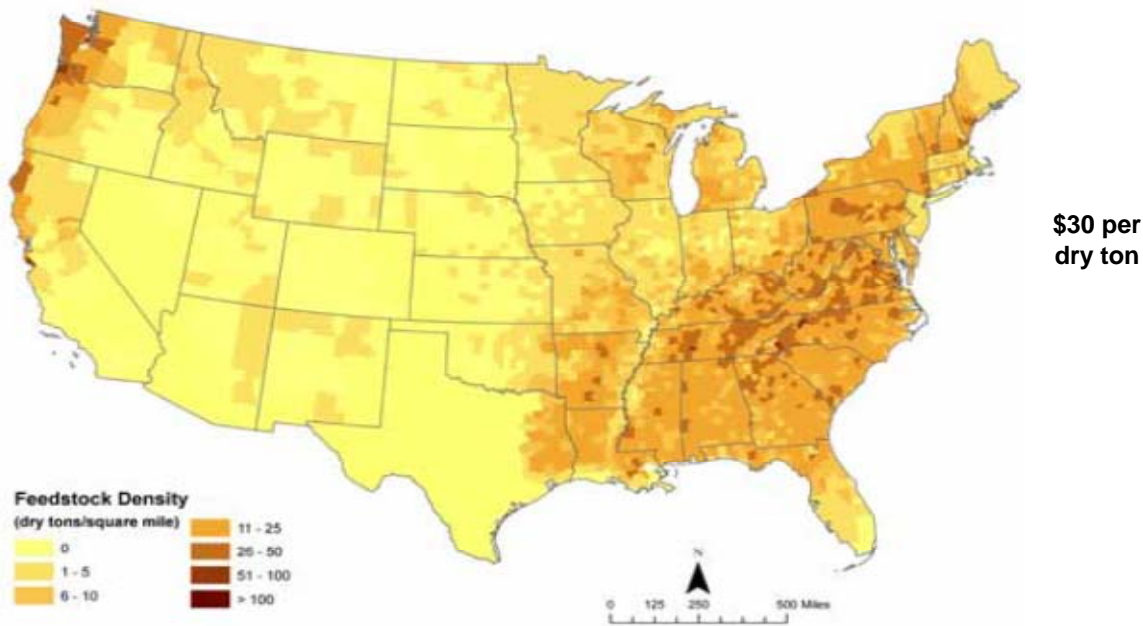 $30 per
dry ton
Feedstock Density
(dry tons/square mile)
0
1 - 5
6 - 10
11 - 25
26 - 50
51 - 100
> 100
N
0 125 250 500 Miles